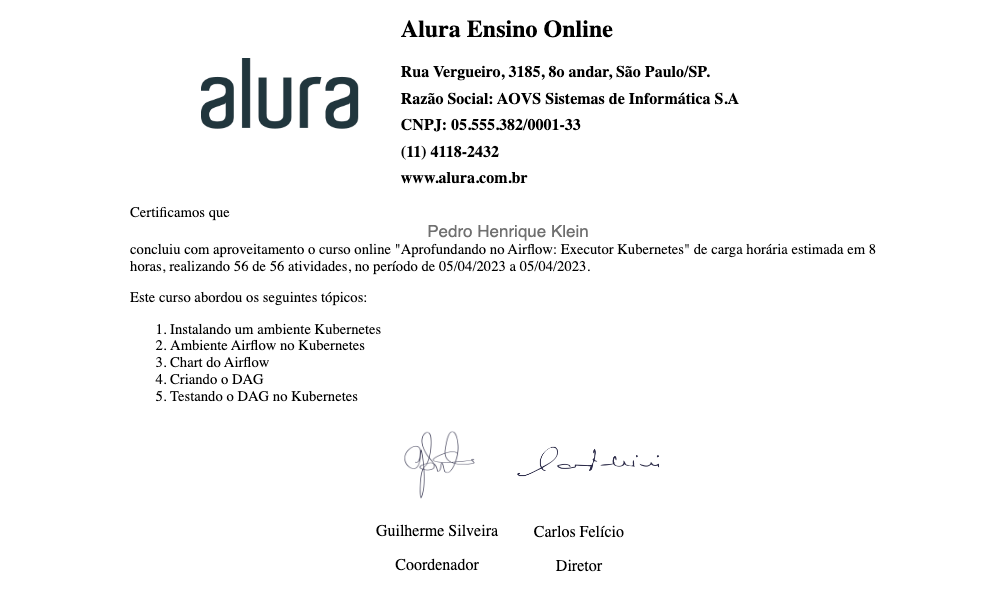 alura
Alura Ensino Online
Rua Vergueiro, 3185, 8o andar, São Paulo/SP.
Razão Social: AOVS Sistemas de Informática S.A
CNPJ: 05.555.382/0001-33
(11) 4118-2432
www.alura.com.br
Certificamos que
Pedro Henrique Klein
concluiu com aproveitamento o curso online "Aprofundando no Airflow: Executor Kubernetes" de carga horária estimada em 8
horas, realizando 56 de 56 atividades, no período de 05/04/2023 a 05/04/2023.
Este curso abordou os seguintes tópicos:
1. Instalando um ambiente Kubernetes
2. Ambiente Airflow no Kubernetes
3. Chart do Airflow
4. Criando o DAG
5. Testando o DAG no Kubernetes
Guilherme Silveira Carlos Felício
Coordenador Diretor